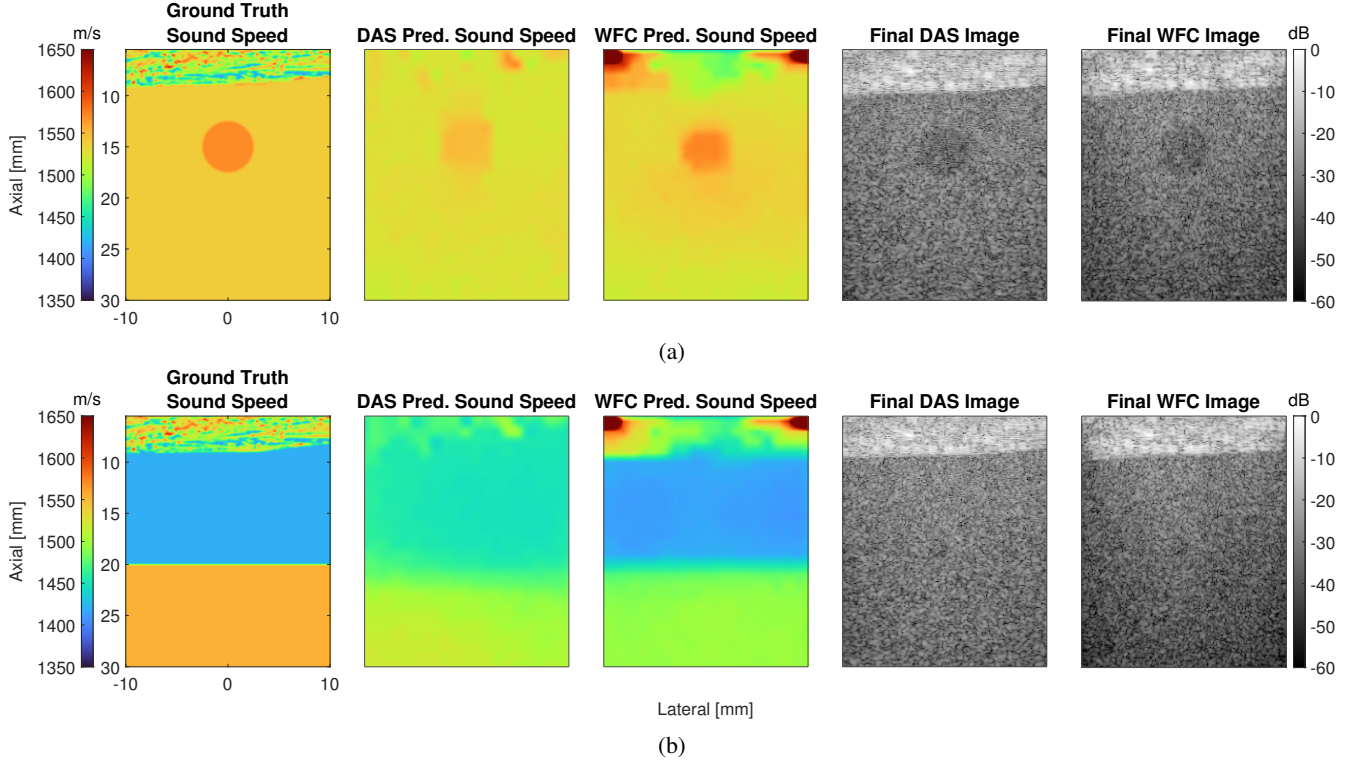 Ground Truth
Sound Speed
DAS Pred. Sound Speed
WFC Pred. Sound Speed
Final DAS Image
Final WFC Image
m/s
dB
1650
1600
1550
1500
1450
1400
1350
Axial [mm]
10
15
20
25
30
-10
0
10
0
-10
-20
-30
-40
-50
-60
(a)
Ground Truth
Sound Speed
DAS Pred. Sound Speed
WFC Pred. Sound Speed
Final DAS Image
Final WFC Image
m/s
dB
1650
1600
1550
1500
1450
1400
1350
Axial [mm]
10
15
20
25
30
-10
0
10
0
-10
-20
-30
-40
-50
-60
Lateral [mm]
(b)